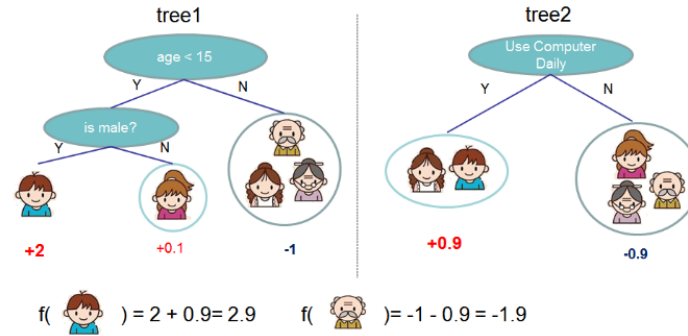 tree1
tree2
age < 15
Use Computer
Daily
Y
N
Y
N
is male?
Y
N
+2
+0.1
-1
+0.9
-0.9
f( ) = 2 + 0.9= 2.9
f( )= -1 - 0.9 = -1.9